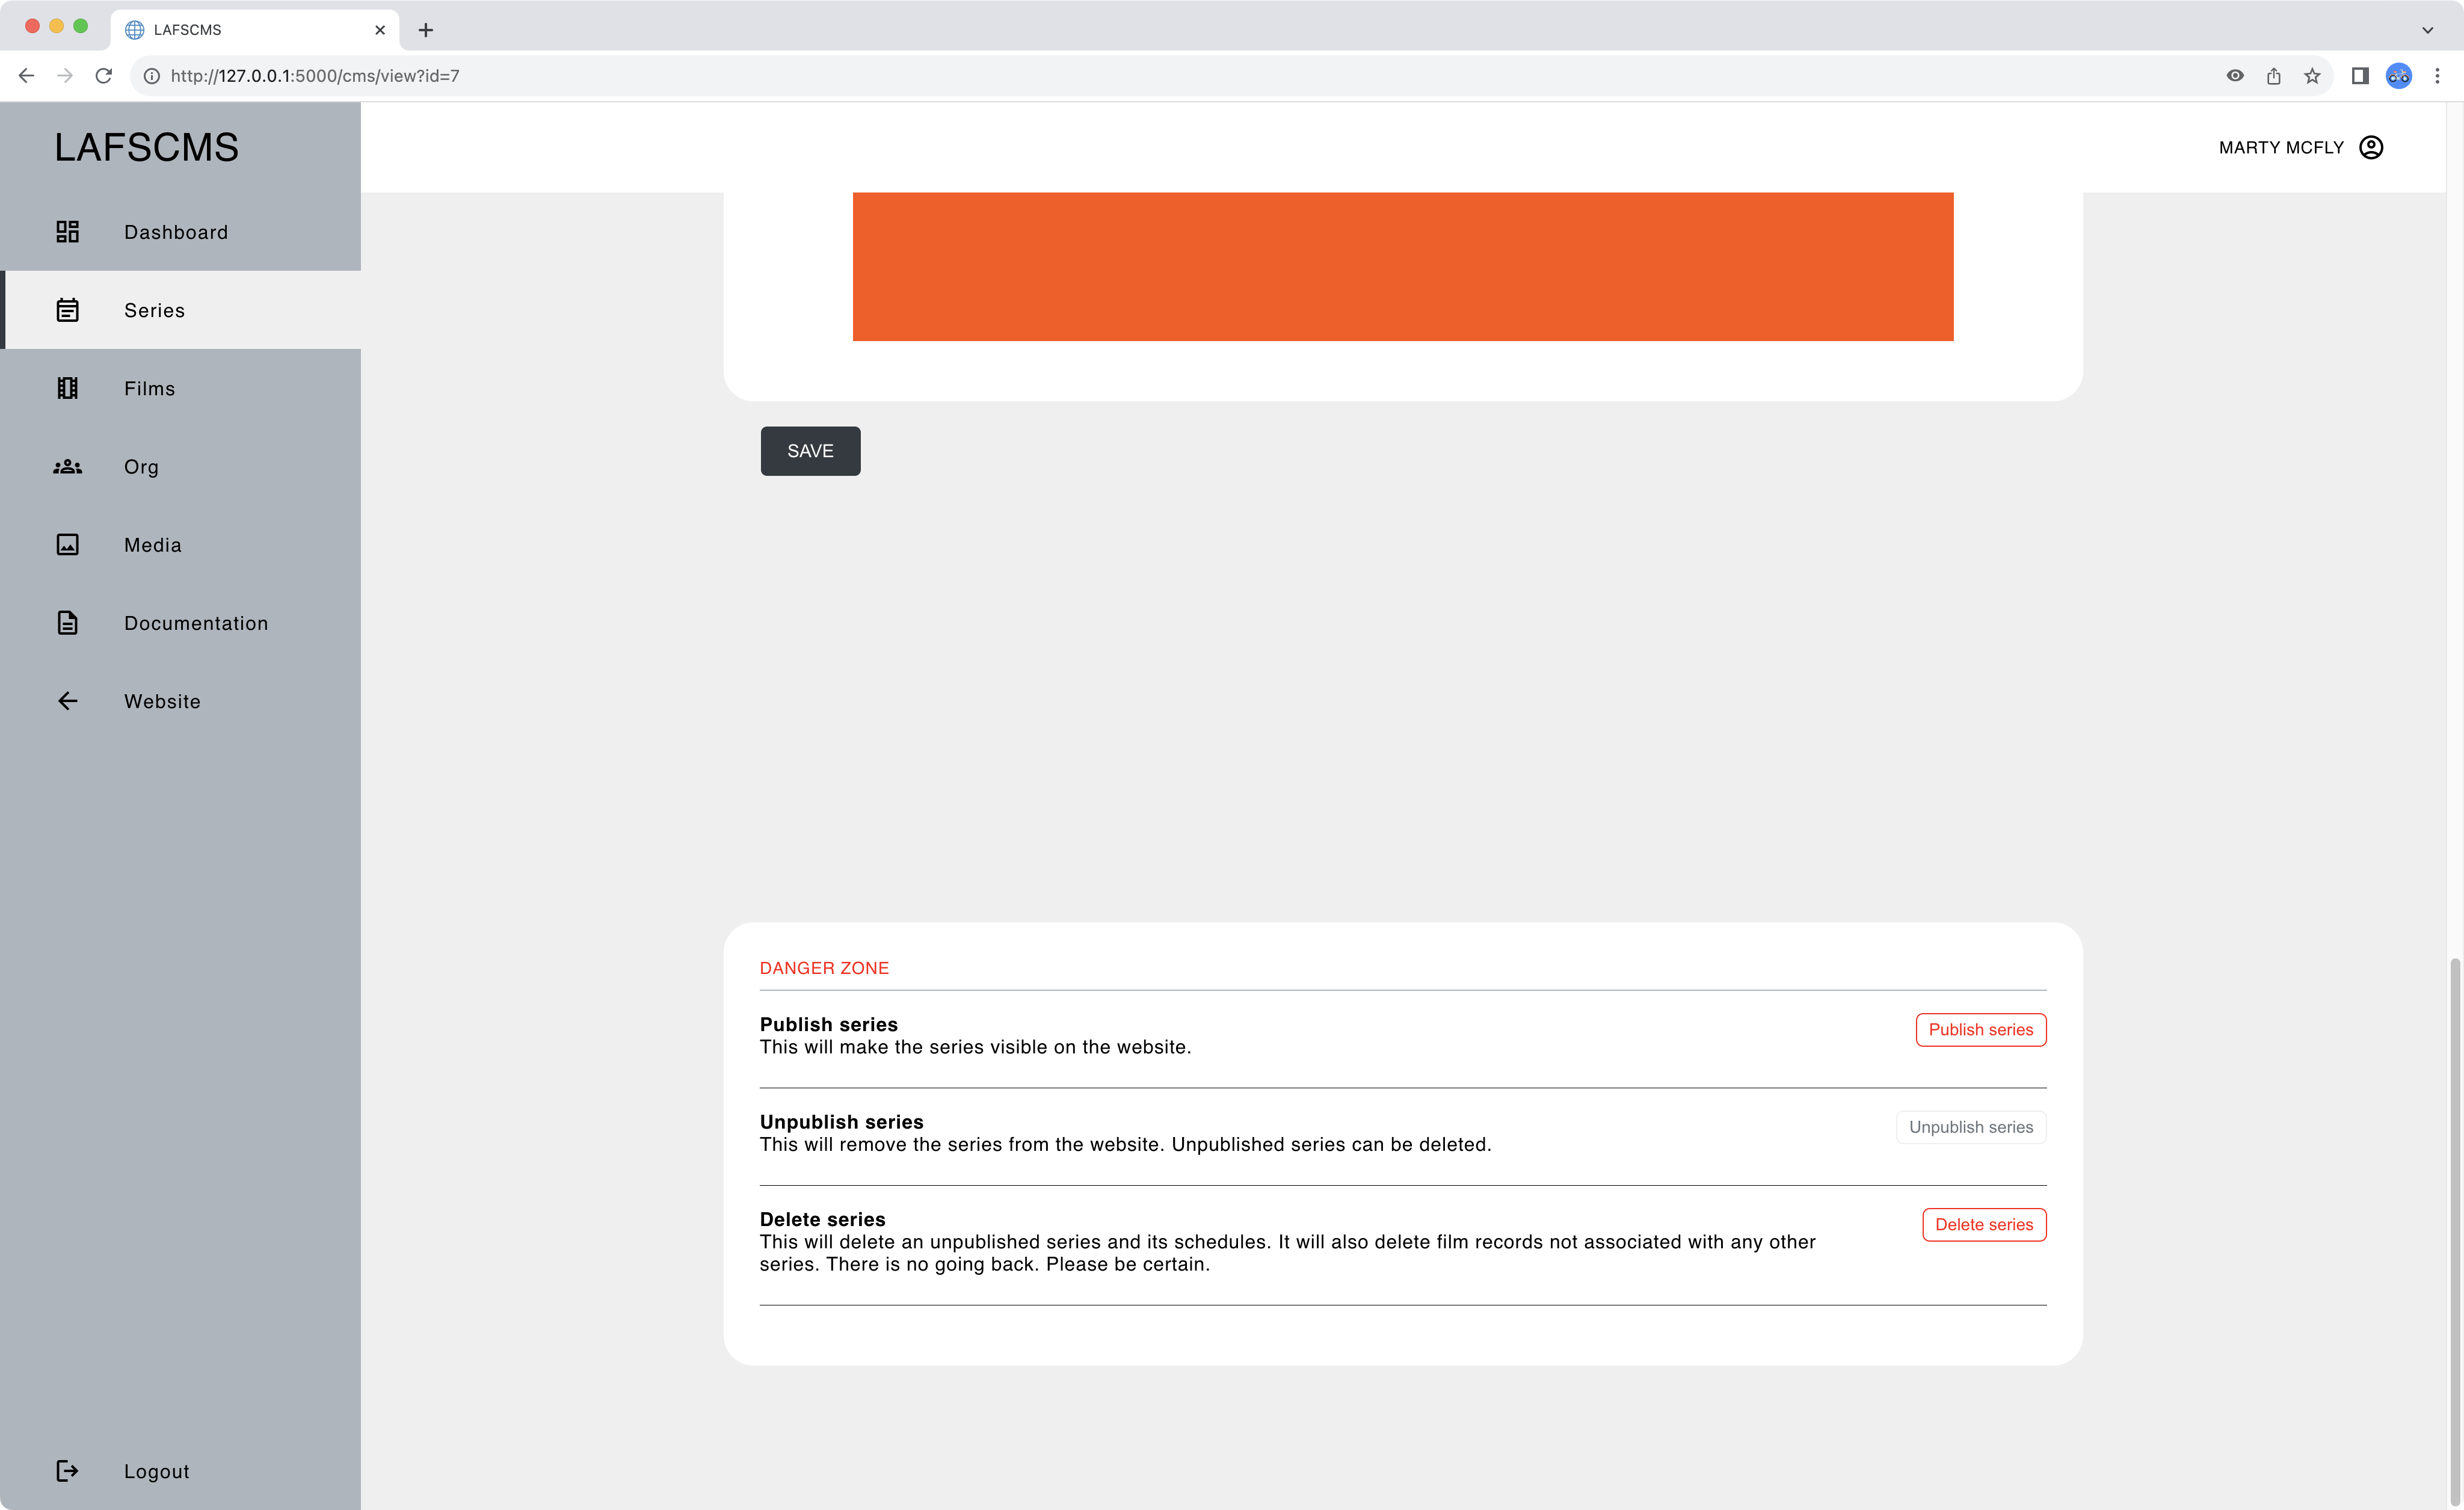 LAFSCMS
http://127.0.0.1:5000/cms/view?id=7
LAFSCMS
MARTY MCFLY
Dashboard
Series
Films
Org
Media
Documentation
Website
Logout
SAVE
DANGER ZONE
Publish series
This will make the series visible on the website.
Publish series
Unpublish series
This will remove the series from the website. Unpublished series can be deleted.
Unpublish series
Delete series
This will delete an unpublished series and its schedules. It will also delete film records not associated with any other
series. There is no going back. Please be certain.
Delete series